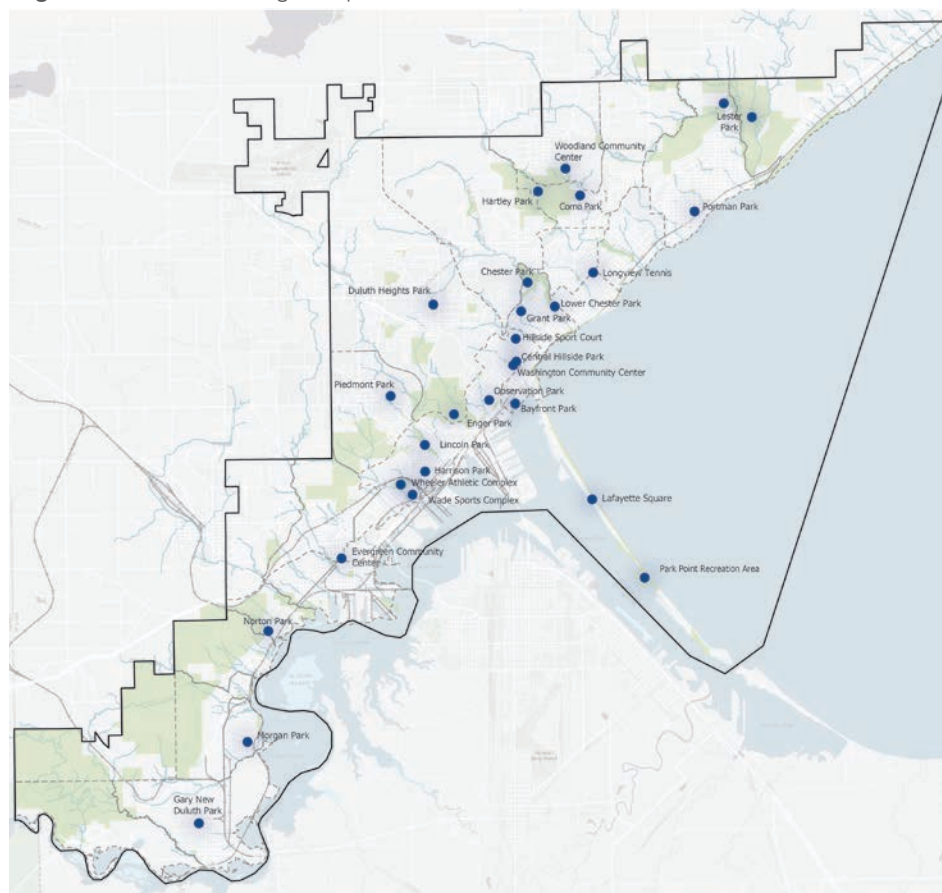 Lester
Park
Woodland Community
Center
Hartley Park
Como Park
Portman Park
Chester Park
Longview Tennis
Duluth Heights Park
Lower Chester Park
Grant Park
Hillside Sport Court
Central Hillside Park
Washington Community Center
Piedmont Park
Observation Park
Bayfront Park
Enger Park
Lincoln Park
Harrison Park
Wheeler Athletic Complex
Wade Sports Complex
Lafayette Square
Evergreen Community
Center
Park Point Recreation Area
Norton Park
Morgan Park
Gary New
Duluth Park